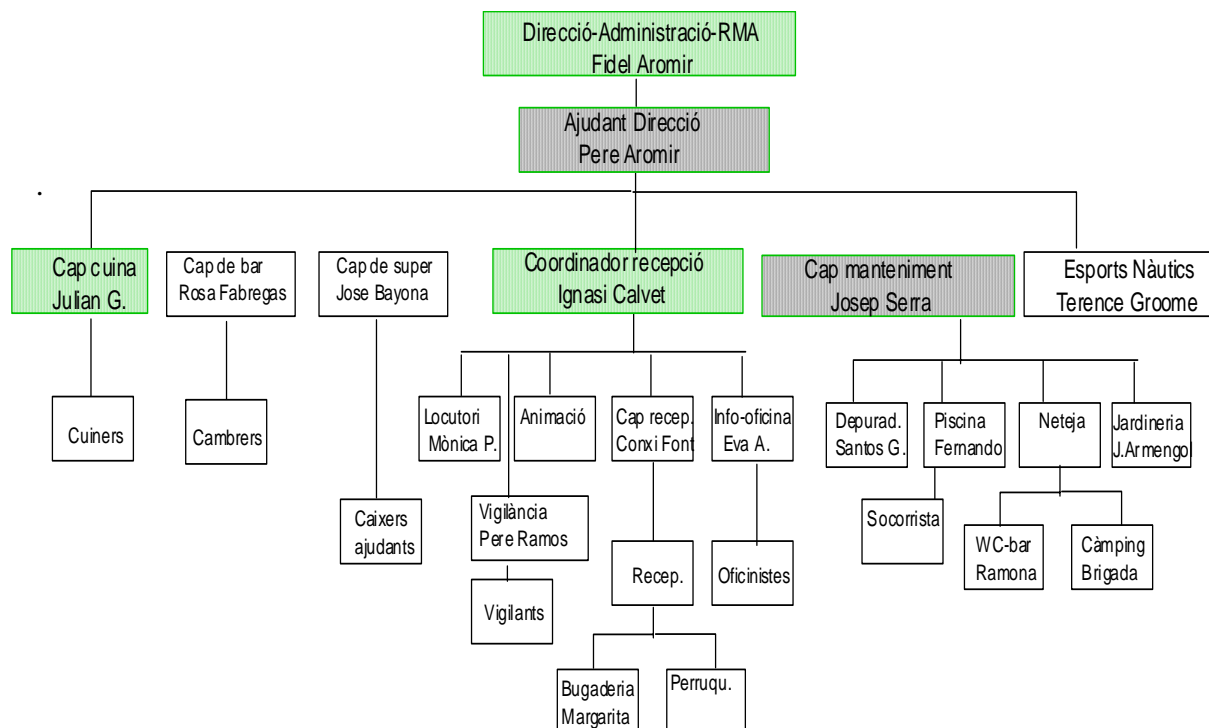 Direcció-Administració-RMA
Fidel Aromir
Ajudant Direcció
Pere Aromir
.
Cap cuina
Julian G.
Cap de bar
Rosa Fabregas
Cap de super
Jose Bayona
Coordinador recepció
Ignasi Calvet
Cap manteniment
Josep Serra
Esports Nàutics
Terence Groome
Cuiners
Cambrers
Caixers
ajudants
Locutori
Mònica P.
Animació
Cap recep.
Conxi Font
Info-oficina
Eva A.
Vigilància
Pere Ramos
Vigilants
Recep.
Oficinistes
Bugaderia
Margarita
Perruqu.
Depurad.
Santos G.
Piscina
Fernando
Neteja
Jardineria
J.Armengol
Socorrista
WC-bar
Ramona
Càmping
Brigada